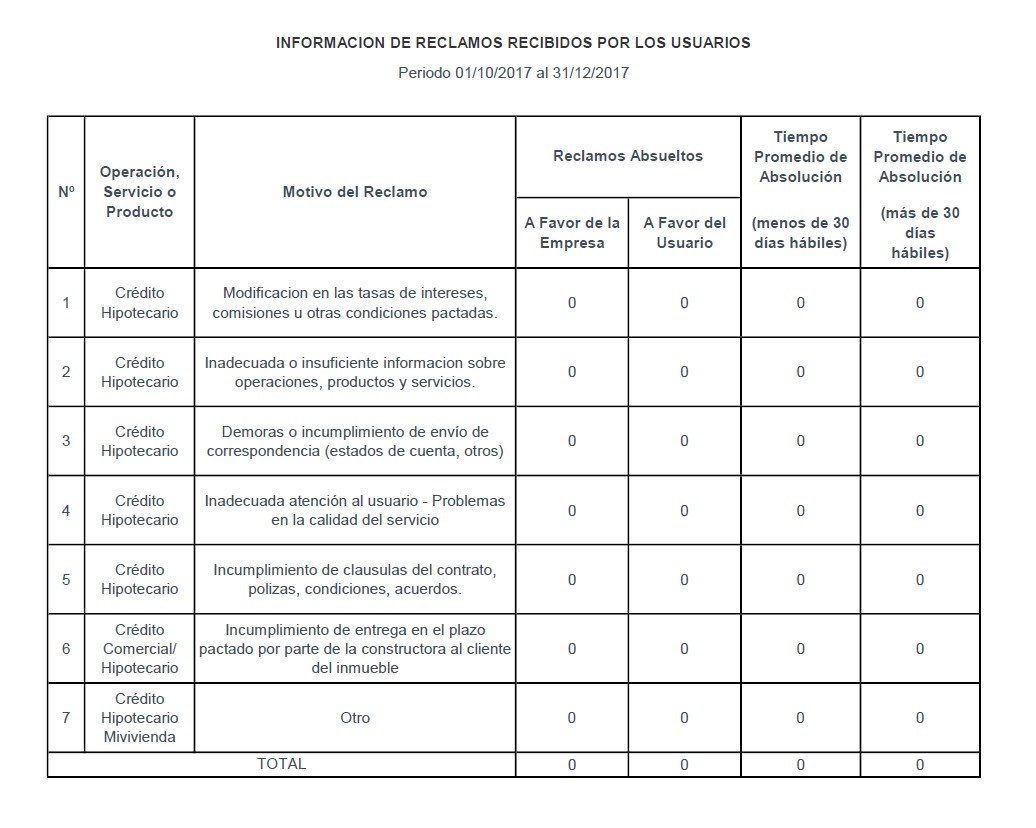 INFORMACION DE RECLAMOS RECIBIDOS POR LOS USUARIOS
Periodo 01/10/2017 al 31/12/2017
Nº
Operación,
Servicio o
Producto
Motivo del Reclamo
Reclamos Absueltos
A Favor de la
Empresa
A Favor del
Usuario
Tiempo
Promedio de
Absolución
(menos de 30
días hábiles)
Tiempo
Promedio de
Absolución
(más de 30
días
hábiles)
1
Crédito
Hipotecario
Modificacion en las tasas de intereses,
comisiones u otras condiciones pactadas.
0 0 0 0
2
Crédito
Hipotecario
Inadecuada o insuficiente informacion sobre
operaciones, productos y servicios.
0 0 0 0
3
Crédito
Hipotecario
Demoras o incumplimiento de envío de
correspondencia (estados de cuenta, otros)
0 0 0 0
4
Crédito
Hipotecario
Inadecuada atención al usuario - Problemas
en la calidad del servicio
0 0 0 0
5
Crédito
Hipotecario
Incumplimiento de clausulas del contrato,
polizas, condiciones, acuerdos.
0 0 0 0
6
Crédito
Comercial/
Hipotecario
Incumplimiento de entrega en el plazo
pactado por parte de la constructora al cliente
del inmueble
0 0 0 0
7
Crédito
Hipotecario
Mivivienda
Otro
0 0 0 0
TOTAL 0 0 0 0